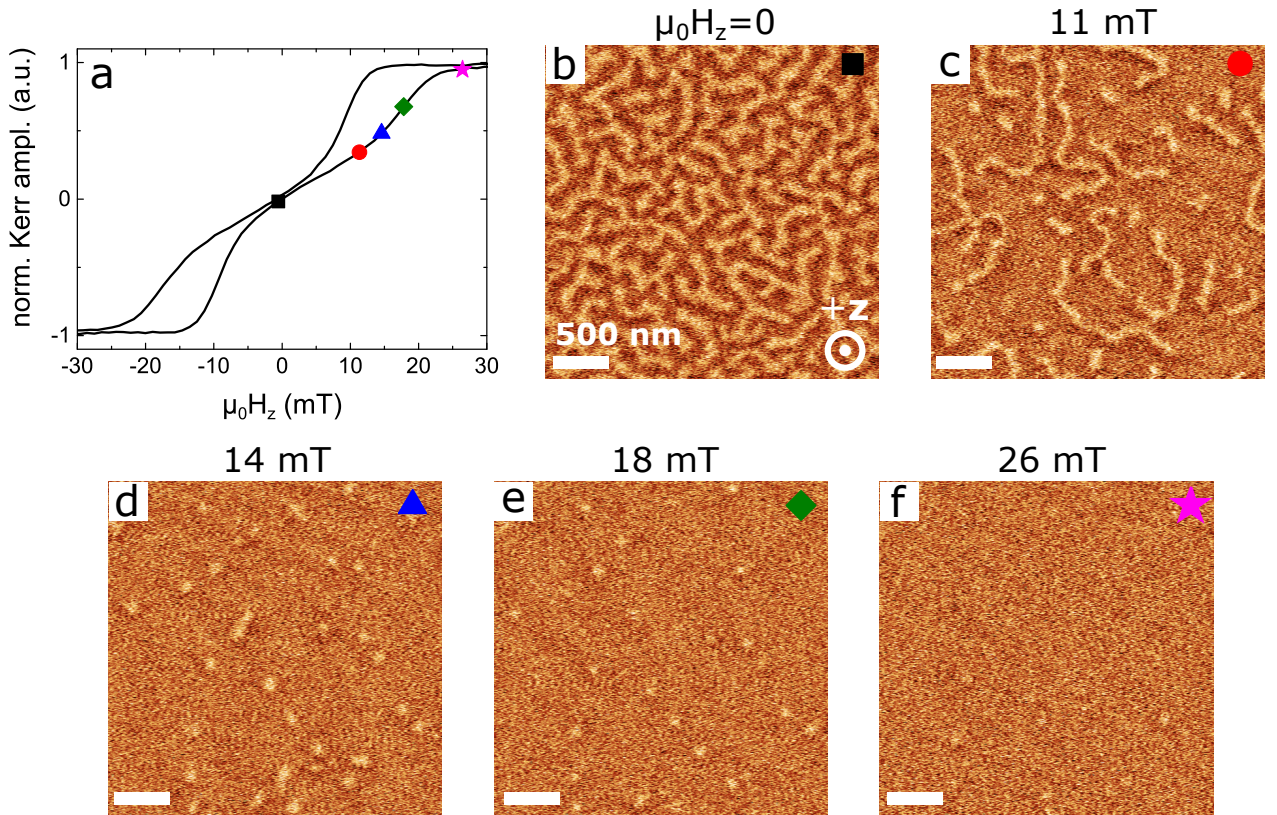 μ₀Hz=0
11 mT
a
b
c
norm. Kerr ampl. (a.u.)
1
0
-1
-30
-20
-10
0
10
20
30
μ₀Hz (mT)
500 nm
+z
14 mT
18 mT
26 mT
d
e
f